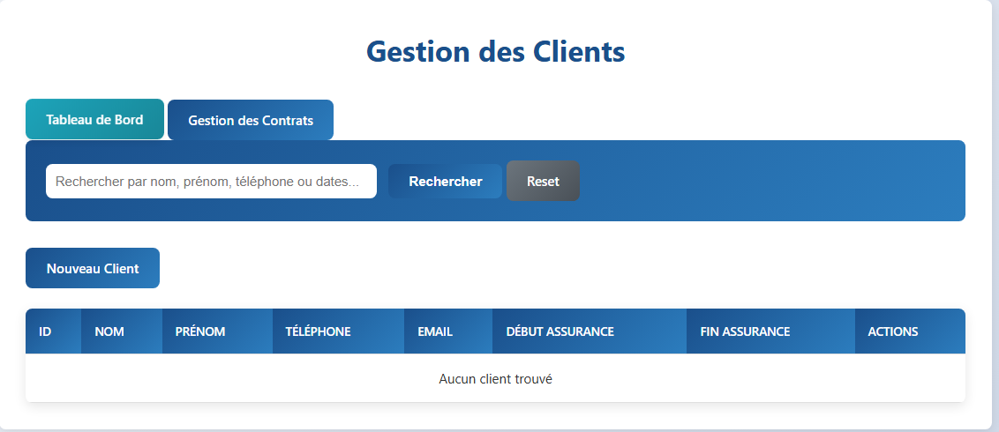 Gestion des Clients
Tableau de Bord Gestion des Contrats
Rechercher par nom, prénom, téléphone ou dates... Rechercher Reset
Nouveau Client
ID NOM PRÉNOM TÉLÉPHONE EMAIL DÉBUT ASSURANCE FIN ASSURANCE ACTIONS
Aucun client trouvé